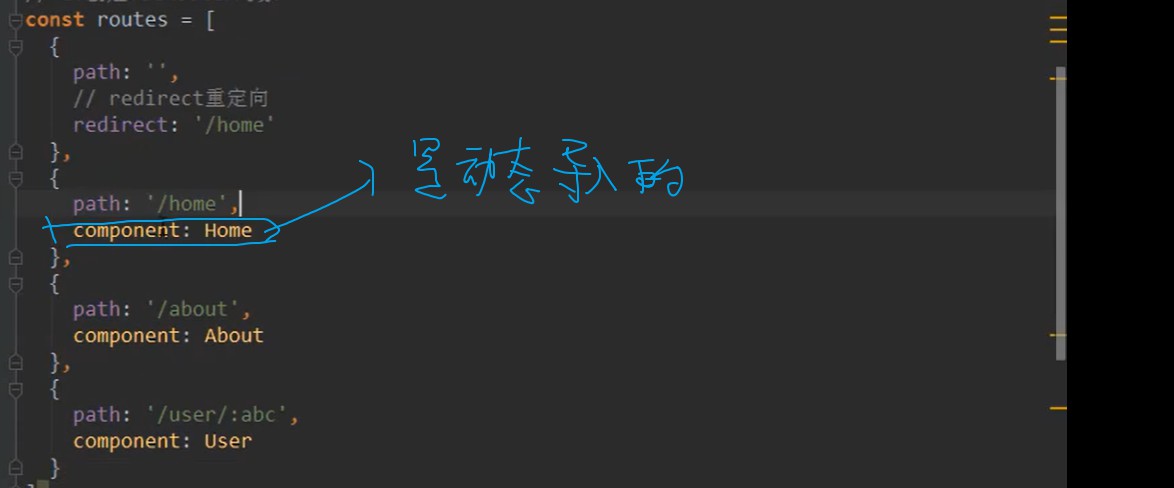 const routes = [
{
path: '',
// redirect重定向
redirect: '/home'
},
{
path: '/home',
component: Home
是动态导入的
},
{
path: '/about',
component: About
},
{
path: '/user/:abc',
component: User
}